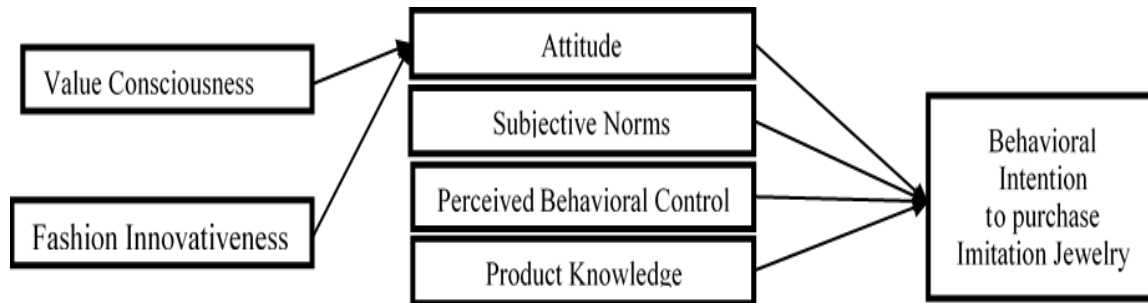 Value Consciousness
Fashion Innovativeness
Attitude
Subjective Norms
Perceived Behavioral Control
Product Knowledge
Behavioral
Intention
to purchase
Imitation Jewelry